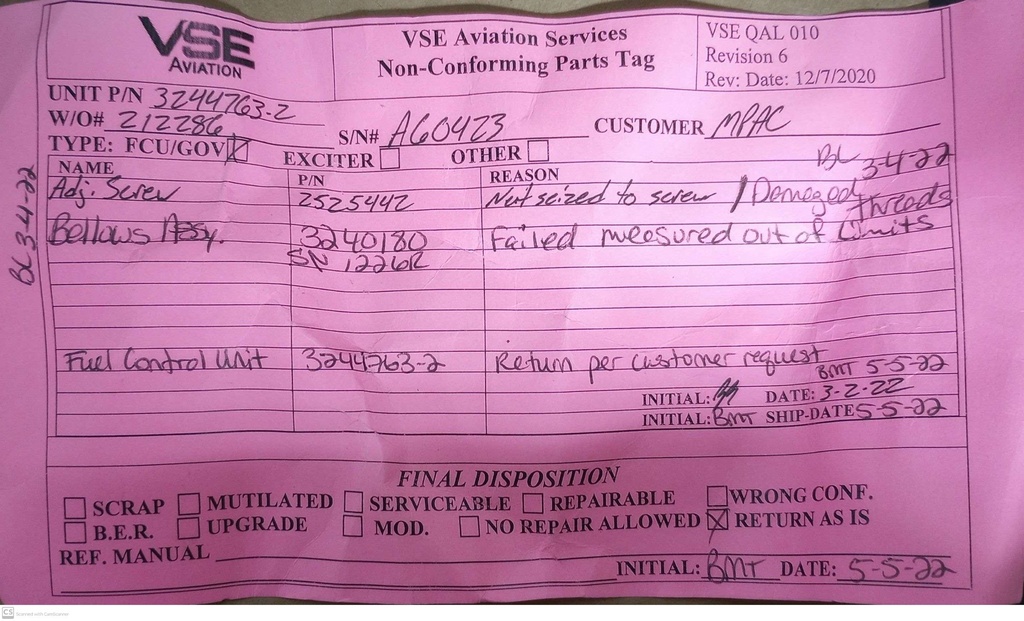 VSE
AVIATION
VSE Aviation Services
Non-Conforming Parts Tag
VSE QAL 010
Revision 6
Rev: Date: 12/7/2020
UNIT P/N 3244763-2
W/O# 212286 S/N# A60423 CUSTOMER MPAC
TYPE: FCU/GOV X EXCITER OTHER
BL 3-4-22
NAME P/N REASON
Adj. Screw 2525442 Nut seized to screw / Damaged Threads
Bellows Assy. 3240180 Failed measured out of Limits
SN 1226R
BL 3-4-22
Fuel Control Unit 3244763-2 Return per customer request
BMT 5-5-22
INITIAL: DATE: 3-2-22
INITIAL: BMT SHIP-DATE 5-5-22
FINAL DISPOSITION
SCRAP MUTILATED SERVICEABLE REPAIRABLE WRONG CONF.
B.E.R. UPGRADE MOD. NO REPAIR ALLOWED X RETURN AS IS
REF. MANUAL
INITIAL: BMT DATE: 5-5-22
CS Scanned with CamScanner